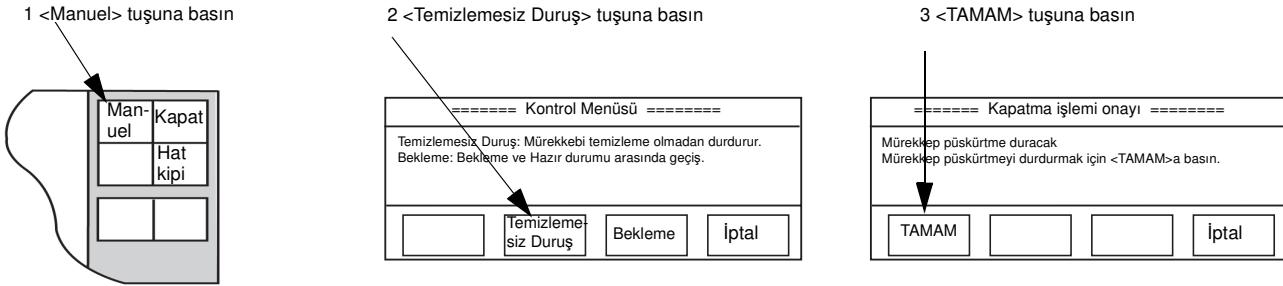 1 <Manuel> tuşuna basın
2 <Temizlemesiz Duruş> tuşuna basın
3 <TAMAM> tuşuna basın
Man-
uel
Kapat
Hat
kipi
======= Kontrol Menüsü ========
Temizlemesiz Duruş: Mürekkebi temizleme olmadan durdurur.
Bekleme: Bekleme ve Hazır durumu arasında geçiş.
Temizleme-
siz Duruş
Bekleme
İptal
======= Kapatma işlemi onayı ========
Mürekkep püskürtme duracak
Mürekkep püskürtmeyi durdurmak için <TAMAM>a basın.
TAMAM
İptal